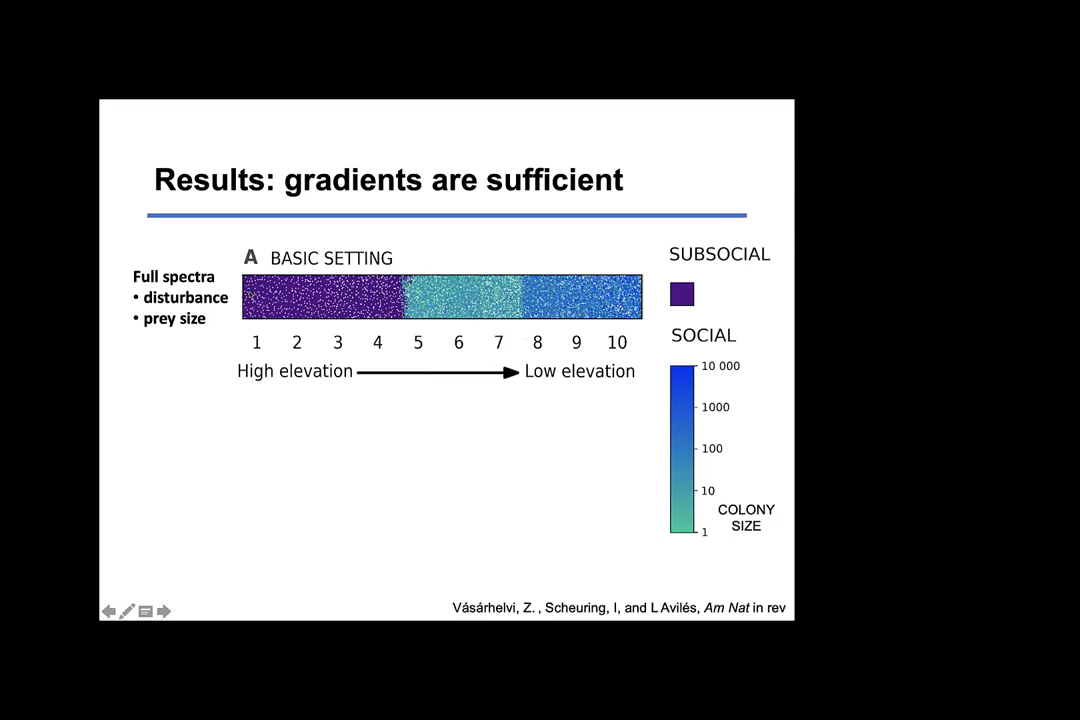 Results: gradients are sufficient
A BASIC SETTING
Full spectra
• disturbance
• prey size
1 2 3 4 5 6 7 8 9 10
High elevation Low elevation
SUBSOCIAL
SOCIAL
10 000
1000
100
10
1
COLONY
SIZE
Vásárhelvi, Z. , Scheuring, I, and L Avilés, Am Nat in rev